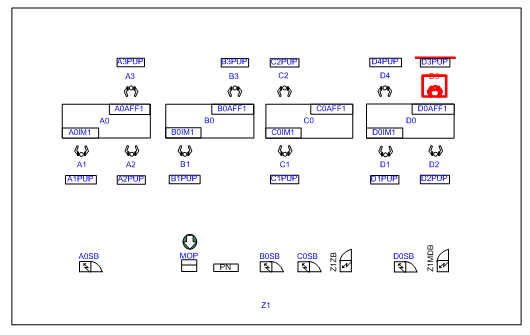 A3PUP B3PUP C2PUP D4PUP D3PUP
A3 B3 C2 D4 D3
A0AFF1 B0AFF1 C0AFF1 D0AFF1
A0 B0 C0 D0
A0IM1 B0IM1 C0IM1 D0IM1
A1 A2 B1 C1 D1 D2
A1PUP A2PUP B1PUP C1PUP D1PUP D2PUP
A0SB MOP B0SB C0SB Z1ZB D0SB Z1MDB
PN
Z1